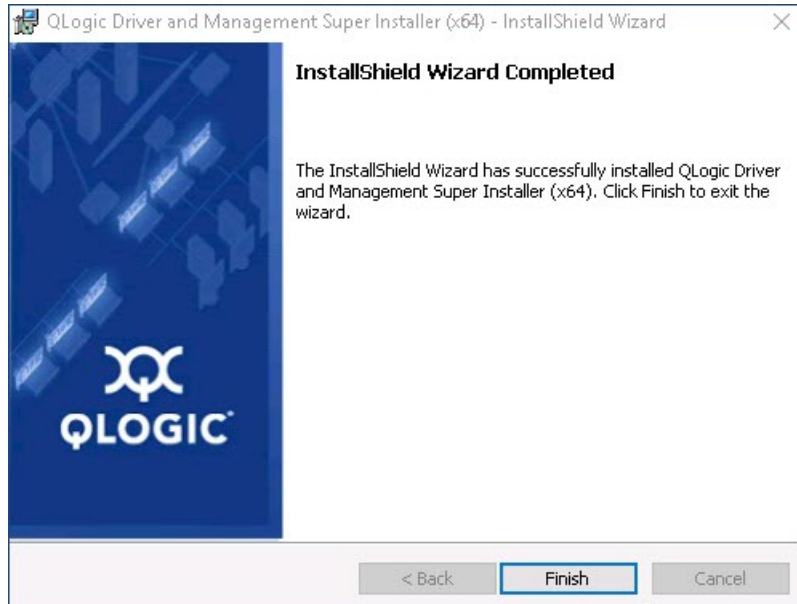 QLogic Driver and Management Super Installer (x64) - InstallShield Wizard
InstallShield Wizard Completed
The InstallShield Wizard has successfully installed QLogic Driver
and Management Super Installer (x64). Click Finish to exit the
wizard.
QLOGIC
< Back
Finish
Cancel